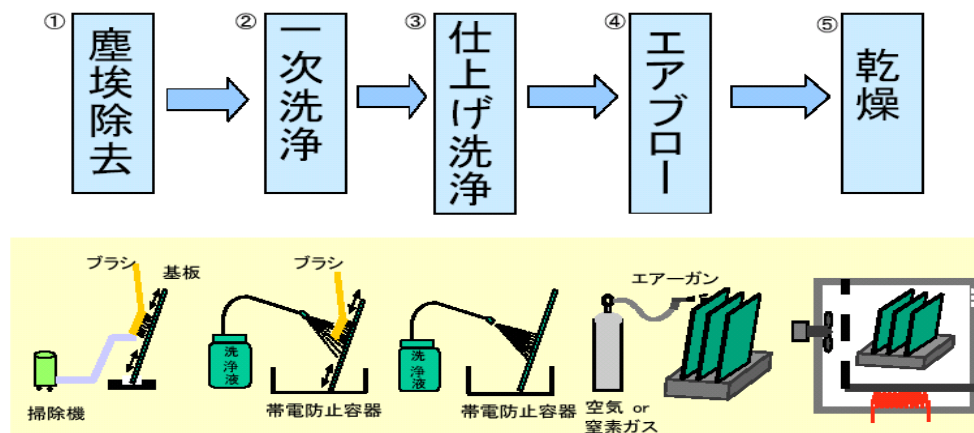 ① 塵埃除去
② 一次洗浄
③ 仕上げ洗浄
④ エアブロー
⑤ 乾燥
ブラシ
基板
掃除機
ブラシ
洗浄液
帯電防止容器
洗浄液
帯電防止容器
エアーガン
空気 or
窒素ガス